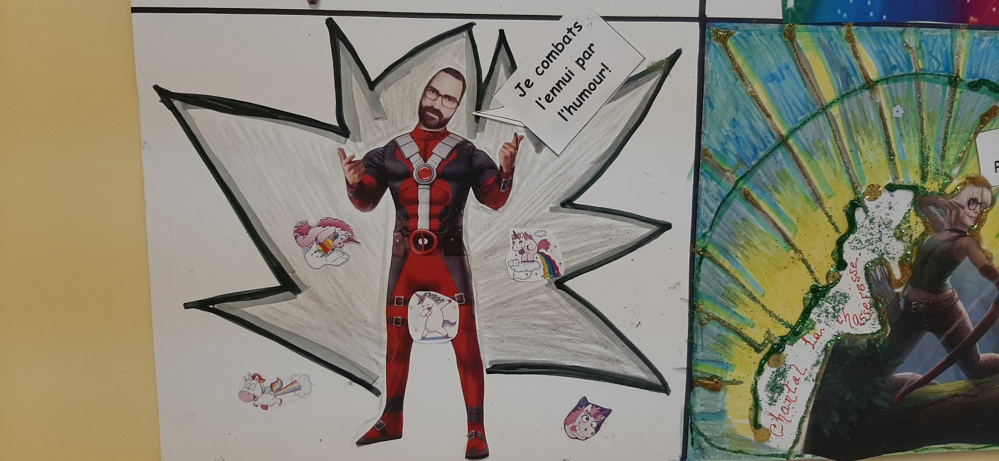 Je combats
l'ennui par
l'humour!
Chantal la chasseresse.
P